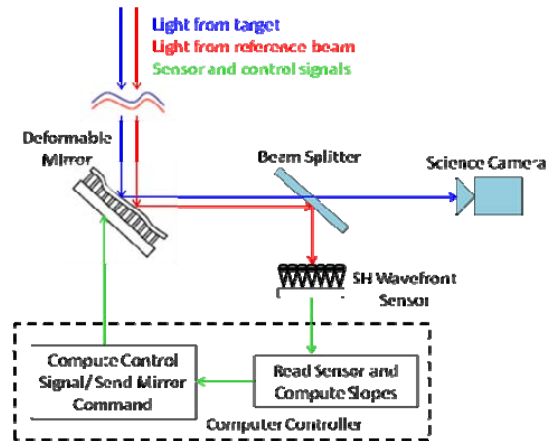 Light from target
Light from reference beam
Sensor and control signals
Deformable
Mirror
Beam Splitter
Science Camera
SH Wavefront
Sensor
Compute Control
Signal/Send Mirror
Command
Read Sensor and
Compute Slopes
Computer Controller